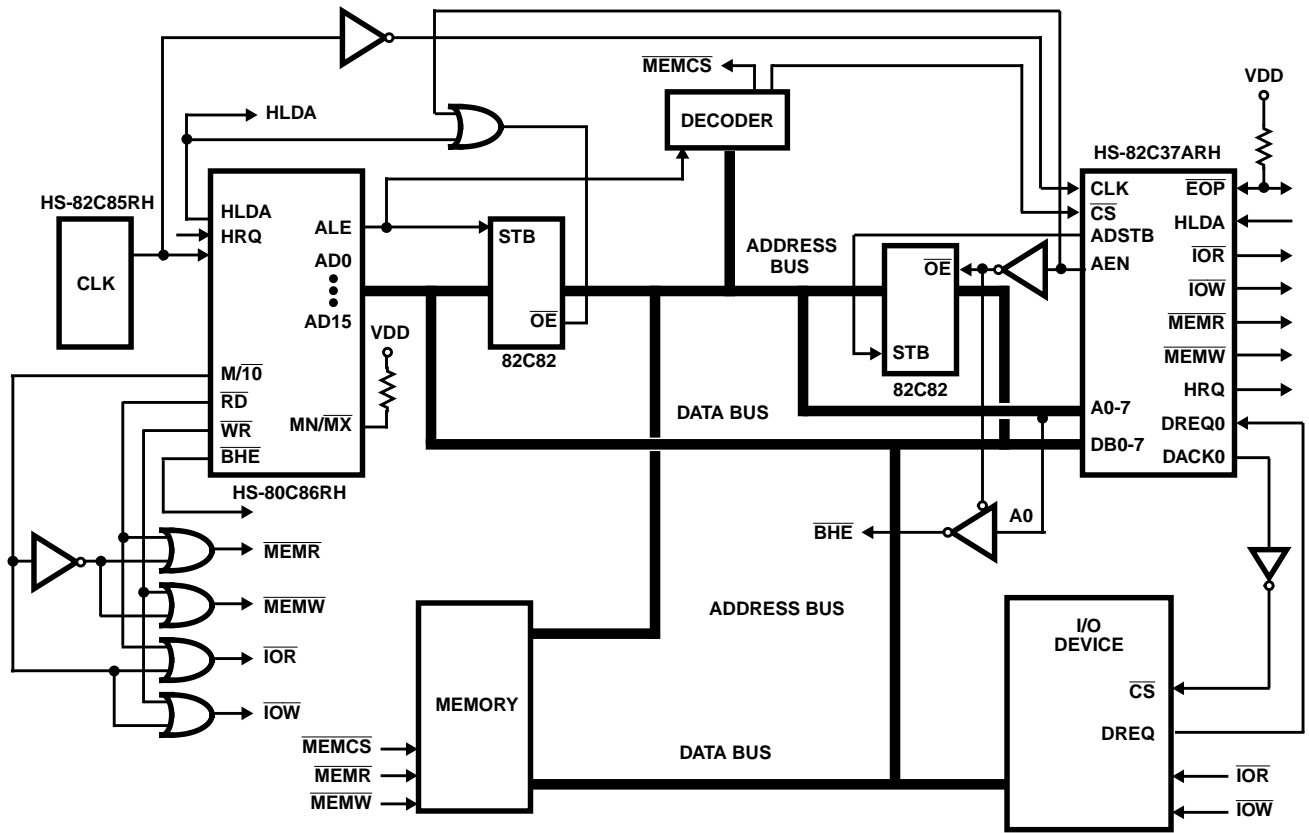 MEMCS
DECODER
VDD
HLDA
HS-82C37ARH
HS-82C85RH
CLK
HLDA
HRQ
ALE
AD0
AD15
VDD
M/10
RD
WR
BHE
MN/MX
HS-80C86RH
STB
OE
82C82
ADDRESS
BUS
OE
STB
82C82
CLK
CS
ADSTB
AEN
A0-7
DB0-7
EOP
HLDA
IOR
IOW
MEMR
MEMW
HRQ
DREQ0
DACK0
DATA BUS
BHE
A0
MEMR
MEMW
IOR
IOW
ADDRESS BUS
MEMORY
MEMCS
MEMR
MEMW
DATA BUS
I/O
DEVICE
CS
DREQ
IOR
IOW